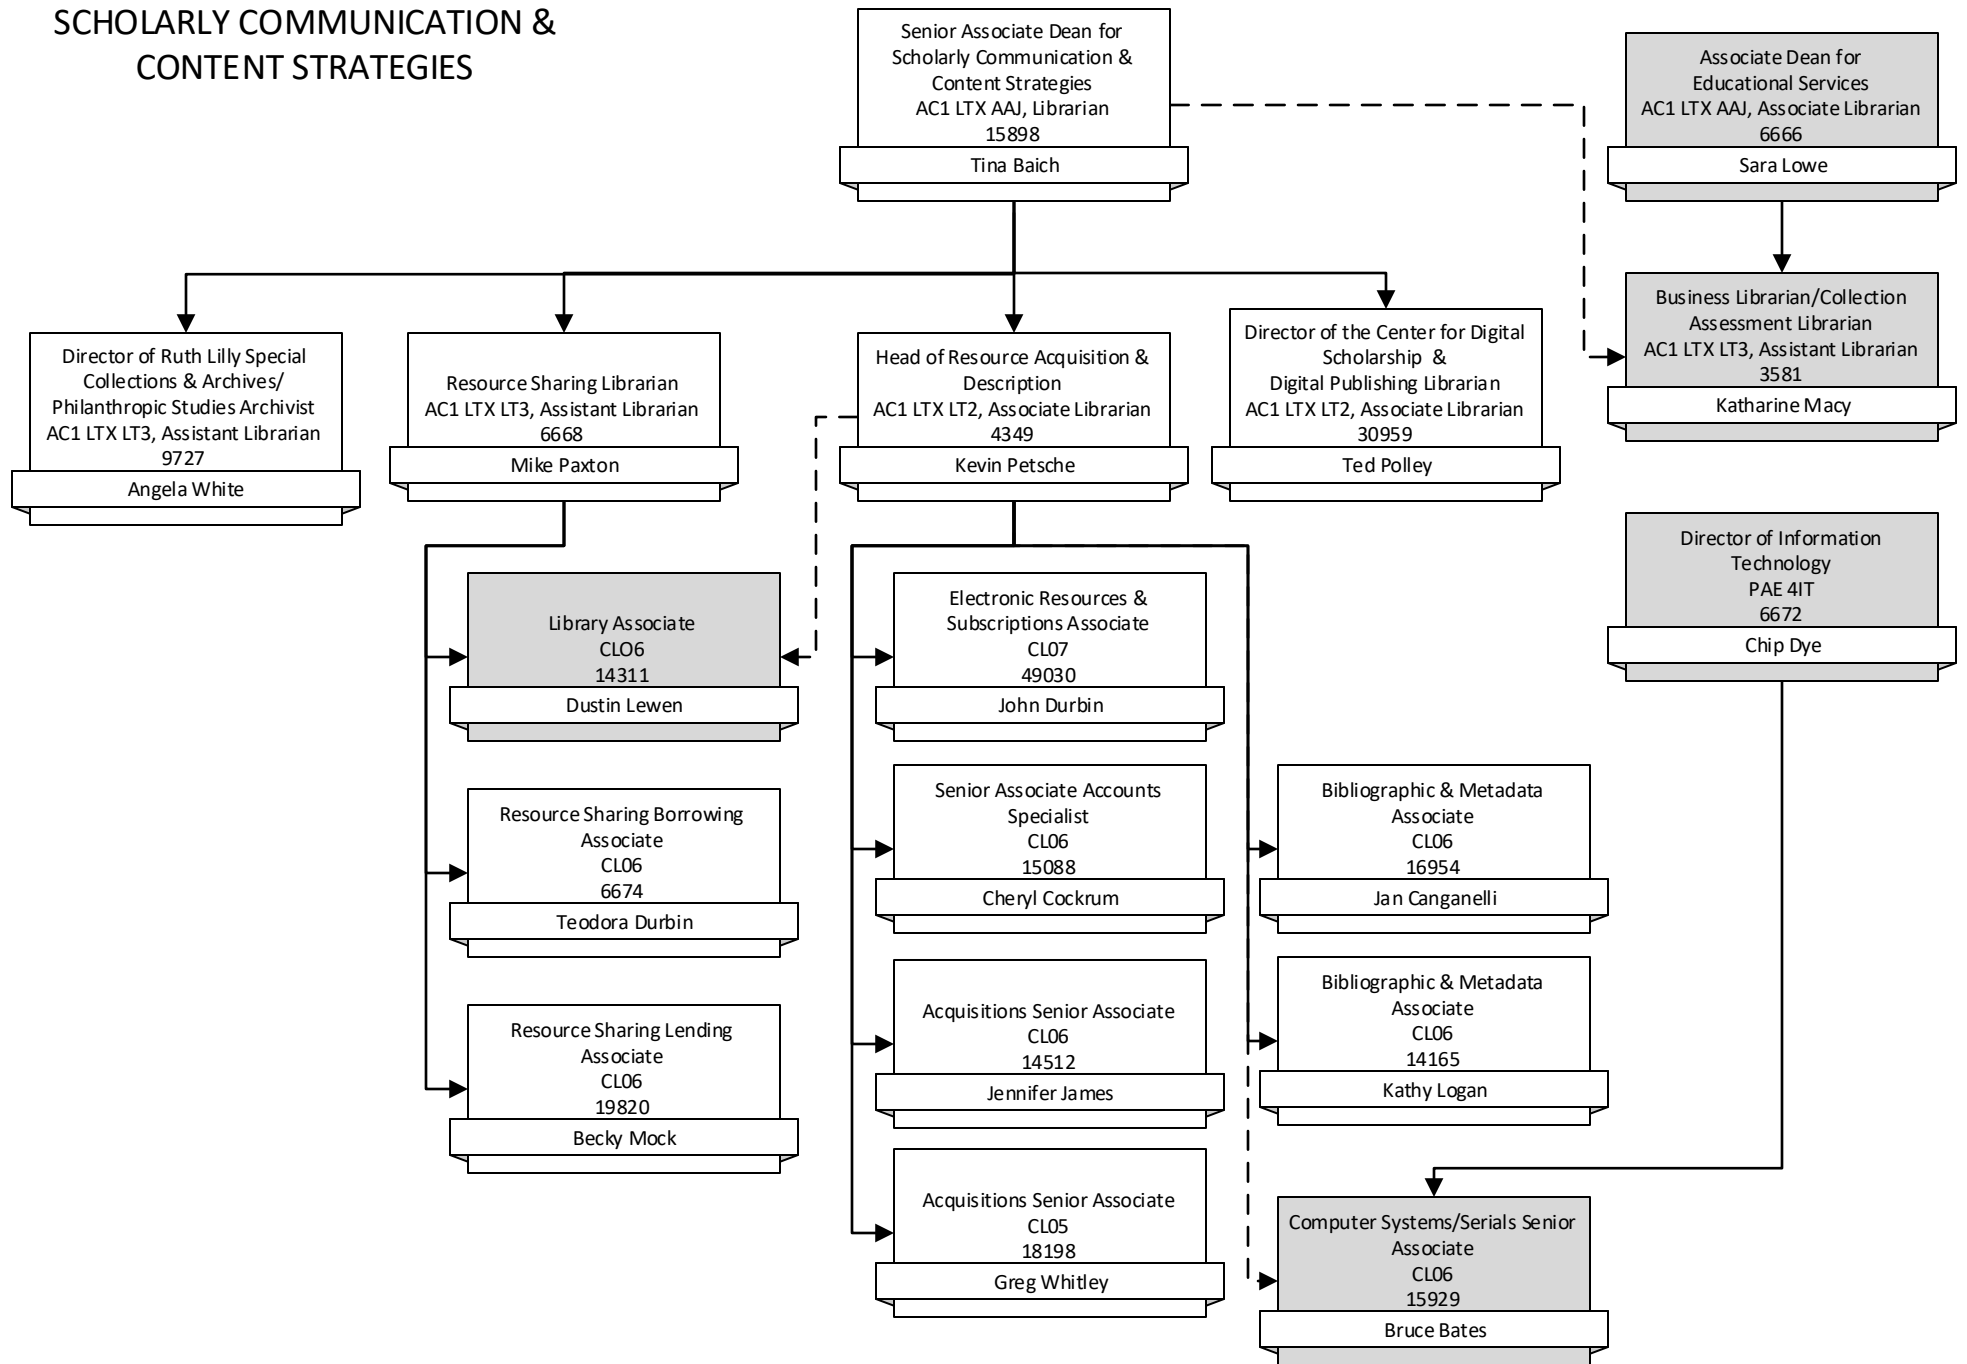 SCHOLARLY COMMUNICATION &
CONTENT STRATEGIES
Senior Associate Dean for
Scholarly Communication &
Content Strategies
AC1 LTX AAJ, Librarian
15898
Tina Baich
Associate Dean for
Educational Services
AC1 LTX AAJ, Associate Librarian
6666
Sara Lowe
Director of Ruth Lilly Special
Collections & Archives/
Philanthropic Studies Archivist
AC1 LTX LT3, Assistant Librarian
9727
Angela White
Resource Sharing Librarian
AC1 LTX LT3, Assistant Librarian
6668
Mike Paxton
Head of Resource Acquisition &
Description
AC1 LTX LT2, Associate Librarian
4349
Kevin Petsche
Director of the Center for Digital
Scholarship &
Digital Publishing Librarian
AC1 LTX LT2, Associate Librarian
30959
Ted Polley
Business Librarian/Collection
Assessment Librarian
AC1 LTX LT3, Assistant Librarian
3581
Katharine Macy
Director of Information
Technology
PAE 4IT
6672
Chip Dye
Library Associate
CLO6
14311
Dustin Lewen
Electronic Resources &
Subscriptions Associate
CL07
49030
John Durbin
Resource Sharing Borrowing
Associate
CL06
6674
Teodora Durbin
Senior Associate Accounts
Specialist
CL06
15088
Cheryl Cockrum
Bibliographic & Metadata
Associate
CL06
16954
Jan Canganelli
Resource Sharing Lending
Associate
CL06
19820
Becky Mock
Acquisitions Senior Associate
CL06
14512
Jennifer James
Bibliographic & Metadata
Associate
CL06
14165
Kathy Logan
Acquisitions Senior Associate
CL05
18198
Greg Whitley
Computer Systems/Serials Senior
Associate
CL06
15929
Bruce Bates